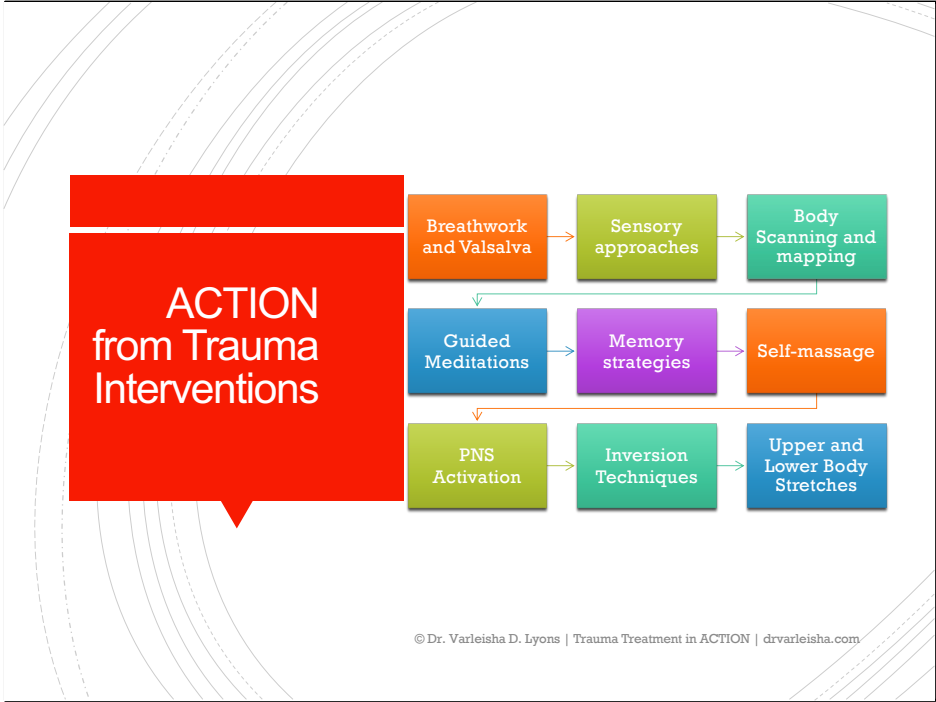 ACTION
from Trauma
Interventions
Breathwork
and Valsalva
Sensory
approaches
Body
Scanning and
mapping
Guided
Meditations
Memory
strategies
Self-massage
PNS
Activation
Inversion
Techniques
Upper and
Lower Body
Stretches
© Dr. Varleisha D. Lyons | Trauma Treatment in ACTION | drvarleisha.com